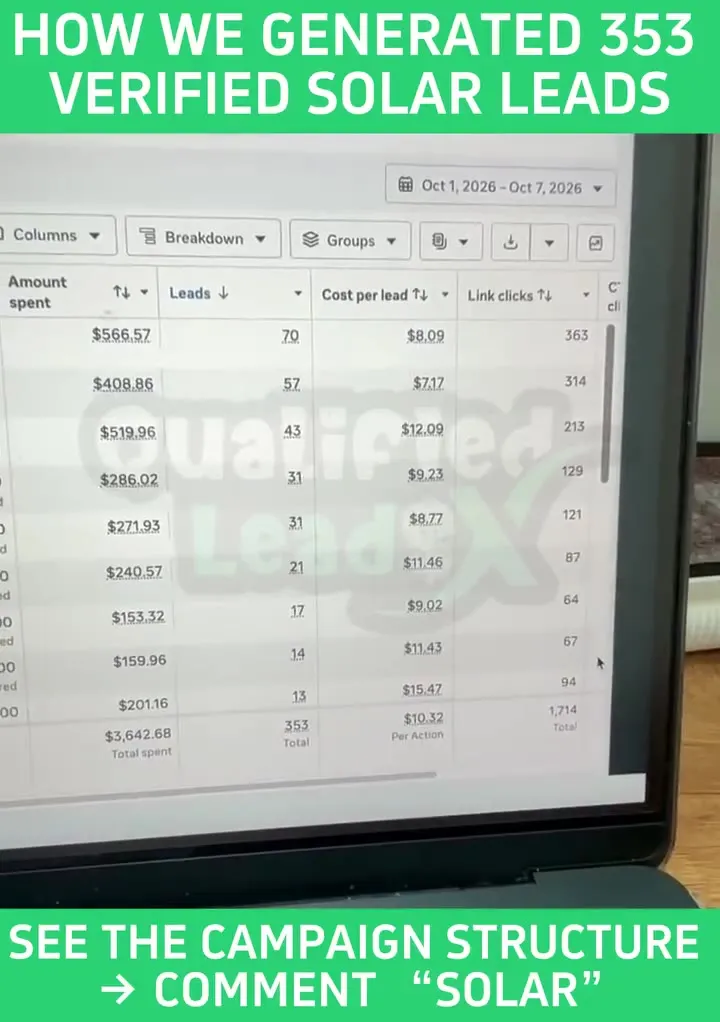 HOW WE GENERATED 353
VERIFIED SOLAR LEADS
Oct 1, 2026 – Oct 7, 2026
Columns Breakdown Groups
Amount spent Leads ↓ Cost per lead Link clicks
$566.57 70 $8.09 363
$408.86 57 $7.17 314
$519.96 43 $12.09 213
$286.02 31 $9.23 129
$271.93 31 $8.77 121
$240.57 21 $11.46 87
$153.32 17 $9.02 64
$159.96 14 $11.43 67
$201.16 13 $15.47 94
$3,642.68 353 $10.32 1,714
Total spent Total Per Action Total
Qualified
LeadsX
SEE THE CAMPAIGN STRUCTURE
→ COMMENT “SOLAR”